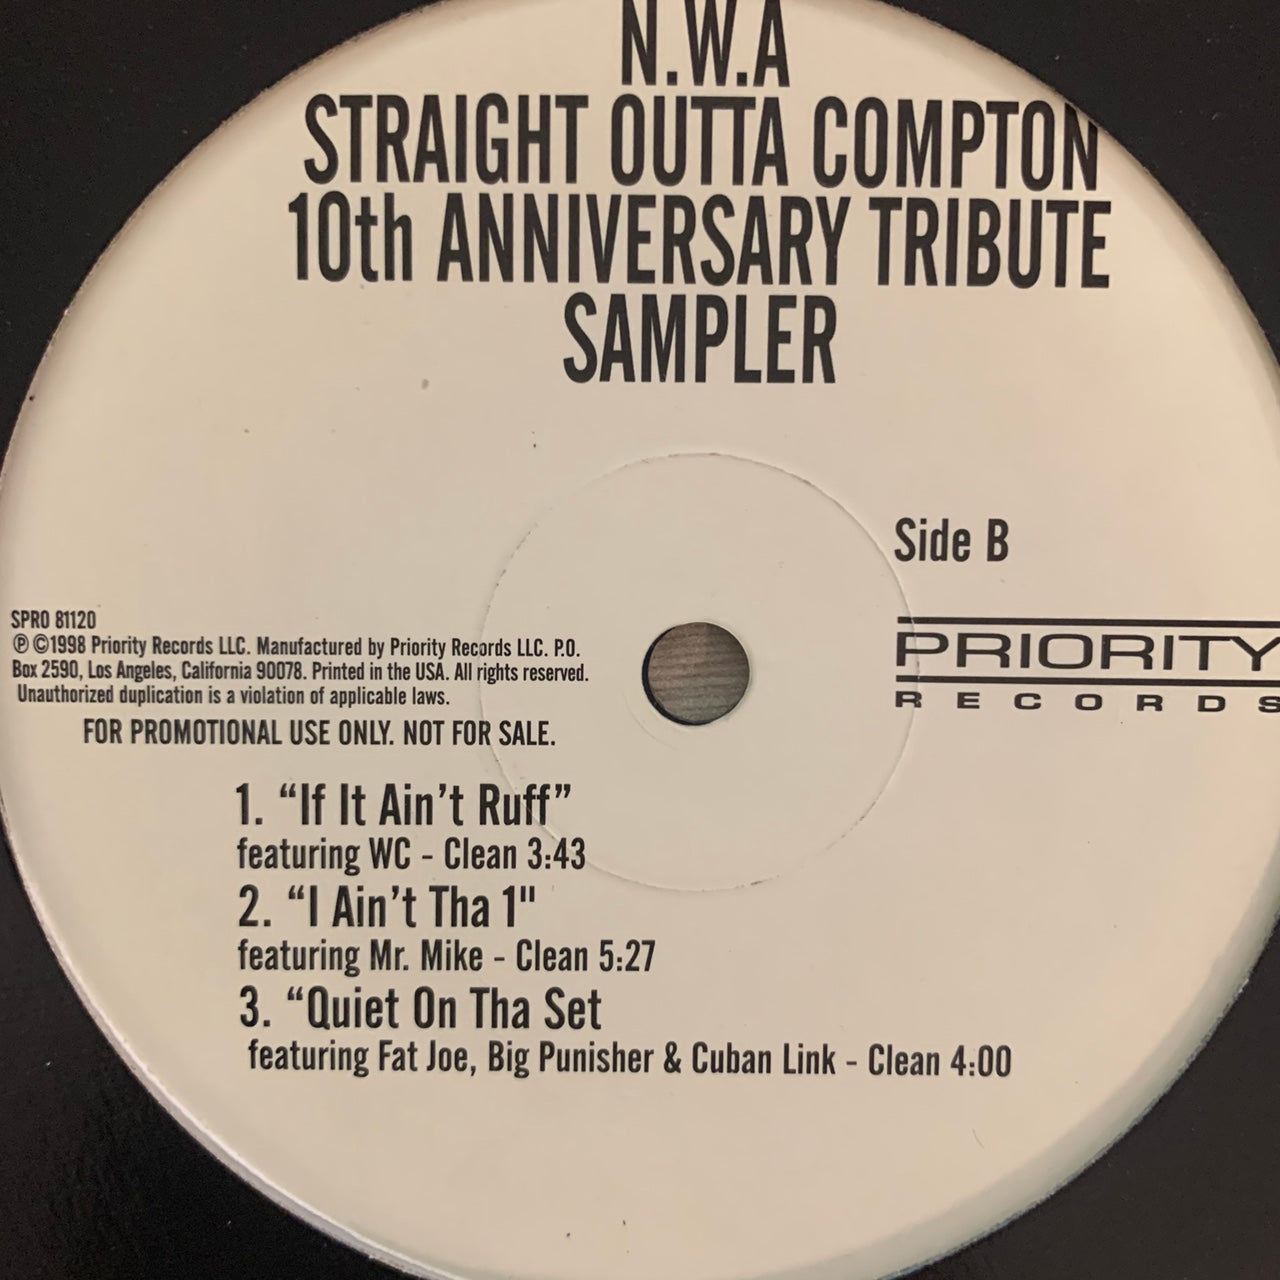 N.W.A
STRAIGHT OUTTA COMPTON
10th ANNIVERSARY TRIBUTE
SAMPLER
Side B
PRIORITY
RECORDS
SPRO 81120
℗ ©1998 Priority Records LLC. Manufactured by Priority Records LLC. P.O.
Box 2590, Los Angeles, California 90078. Printed in the USA. All rights reserved.
Unauthorized duplication is a violation of applicable laws.
FOR PROMOTIONAL USE ONLY. NOT FOR SALE.
1. “If It Ain’t Ruff”
featuring WC - Clean 3:43
2. “I Ain’t Tha 1"
featuring Mr. Mike - Clean 5:27
3. “Quiet On Tha Set
featuring Fat Joe, Big Punisher & Cuban Link - Clean 4:00